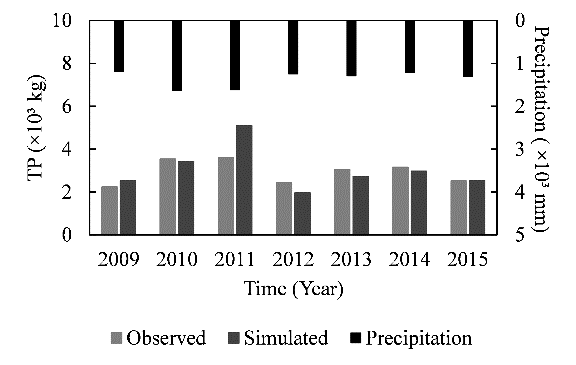 10
8
6
4
2
0
TP (×10³ kg)
0
1
2
3
4
5
Precipitation ( ×10³ mm)
2009 2010 2011 2012 2013 2014 2015
Time (Year)
Observed Simulated Precipitation